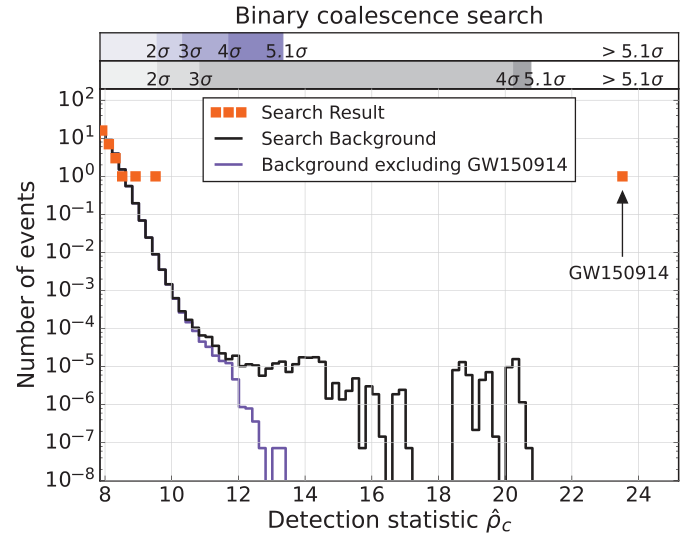 Binary coalescence search
2σ 3σ 4σ 5.1σ > 5.1σ
2σ 3σ 4σ 5.1σ > 5.1σ
Search Result
Search Background
Background excluding GW150914
GW150914
Number of events
10²
10¹
10⁰
10⁻¹
10⁻²
10⁻³
10⁻⁴
10⁻⁵
10⁻⁶
10⁻⁷
10⁻⁸
8 10 12 14 16 18 20 22 24
Detection statistic ρ̂_c